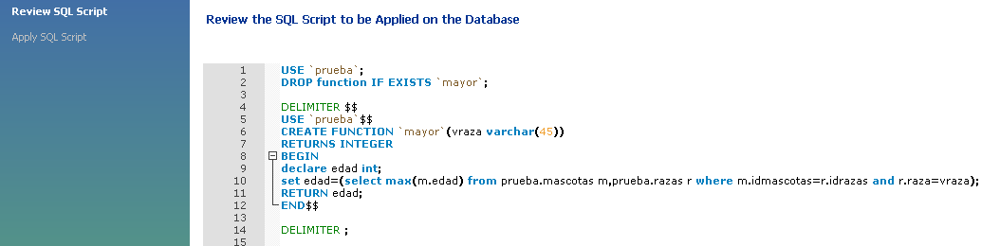 Review SQL Script
Apply SQL Script
Review the SQL Script to be Applied on the Database
1 USE `prueba`;
2 DROP function IF EXISTS `mayor`;
3
4 DELIMITER $$
5 USE `prueba`$$
6 CREATE FUNCTION `mayor`(vraza varchar(45))
7 RETURNS INTEGER
8 BEGIN
9 declare edad int;
10 set edad=(select max(m.edad) from prueba.mascotas m,prueba.razas r where m.idmascotas=r.idrazas and r.raza=vraza);
11 RETURN edad;
12 END$$
13
14 DELIMITER ;
15